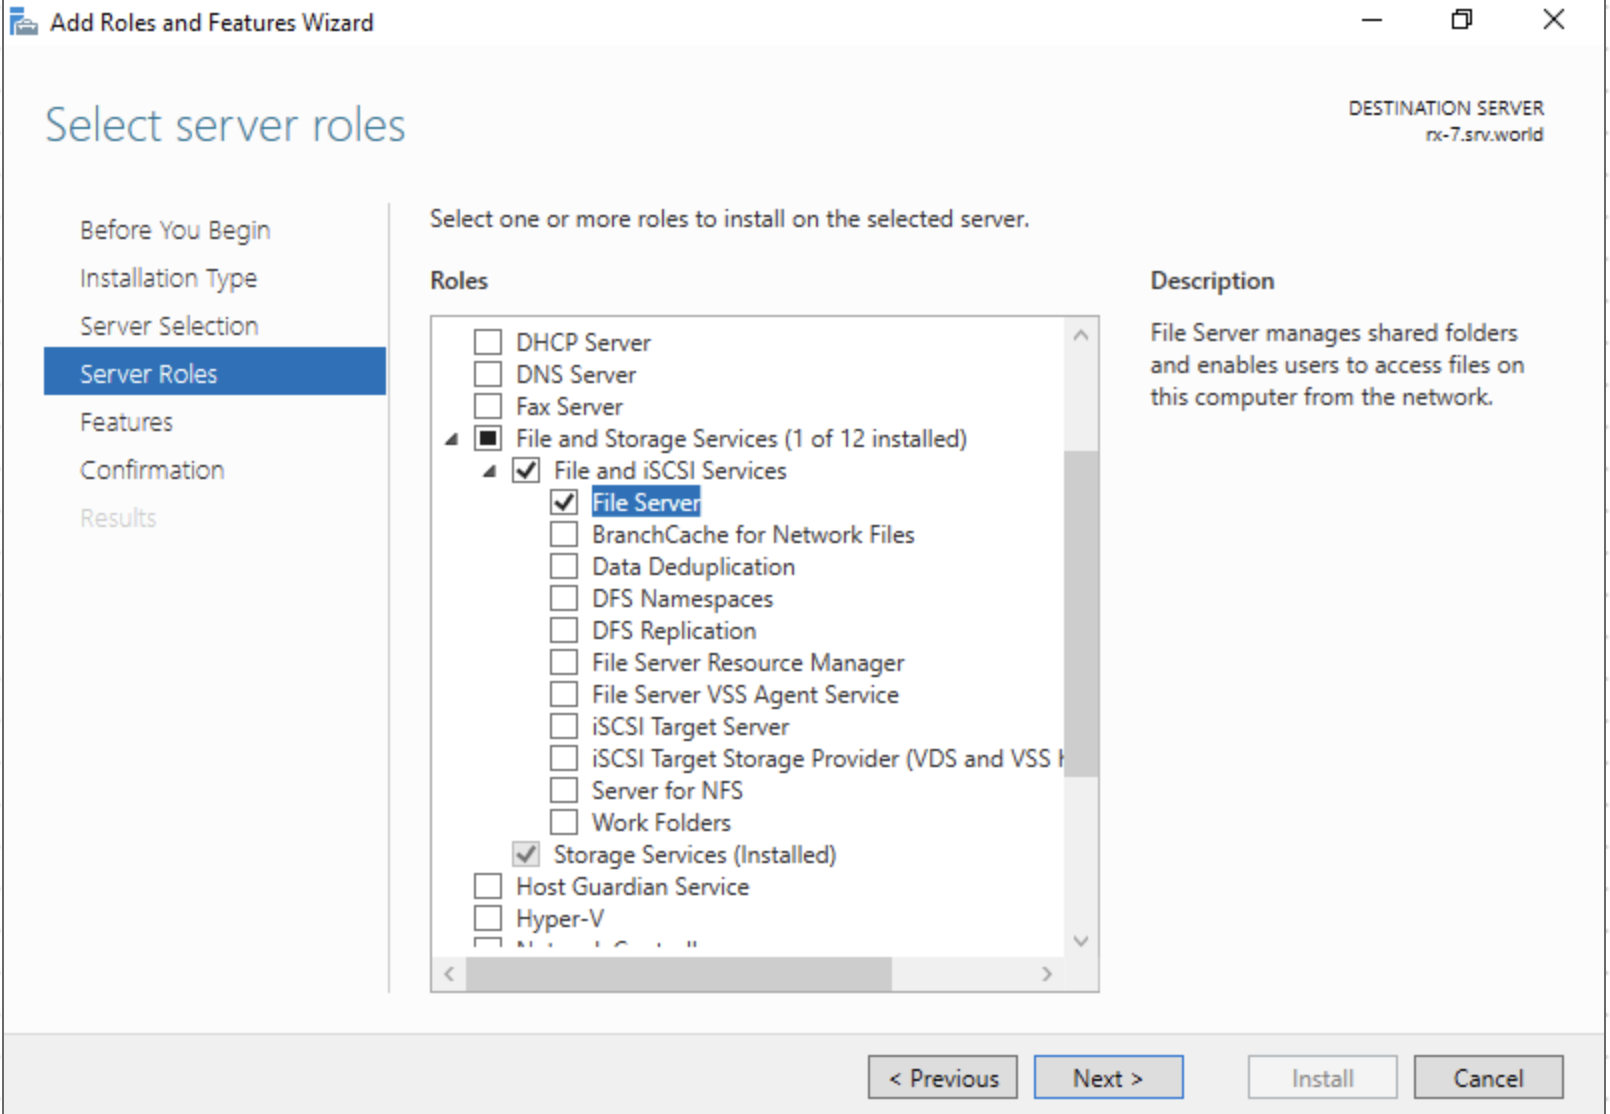 Add Roles and Features Wizard
Select server roles
DESTINATION SERVER
rx-7.srv.world
Before You Begin
Installation Type
Server Selection
Server Roles
Features
Confirmation
Results
Select one or more roles to install on the selected server.
Roles
DHCP Server
DNS Server
Fax Server
File and Storage Services (1 of 12 installed)
File and iSCSI Services
File Server
BranchCache for Network Files
Data Deduplication
DFS Namespaces
DFS Replication
File Server Resource Manager
File Server VSS Agent Service
iSCSI Target Server
iSCSI Target Storage Provider (VDS and VSS
Server for NFS
Work Folders
Storage Services (Installed)
Host Guardian Service
Hyper-V
Description
File Server manages shared folders
and enables users to access files on
this computer from the network.
< Previous
Next >
Install
Cancel